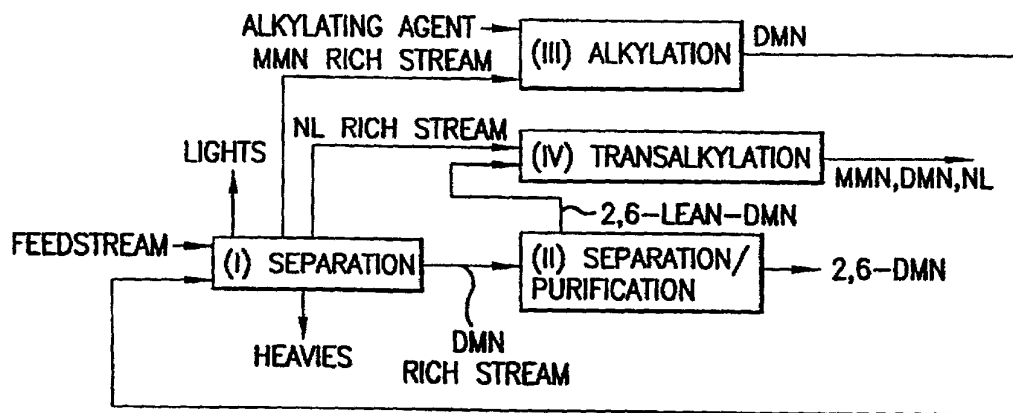 ALKYLATING AGENT
MMN RICH STREAM
(III) ALKYLATION
DMN
NL RICH STREAM
LIGHTS
(IV) TRANSALKYLATION
MMN,DMN,NL
2,6-LEAN-DMN
FEEDSTREAM
(I) SEPARATION
(II) SEPARATION/
PURIFICATION
2,6-DMN
HEAVIES
DMN
RICH STREAM